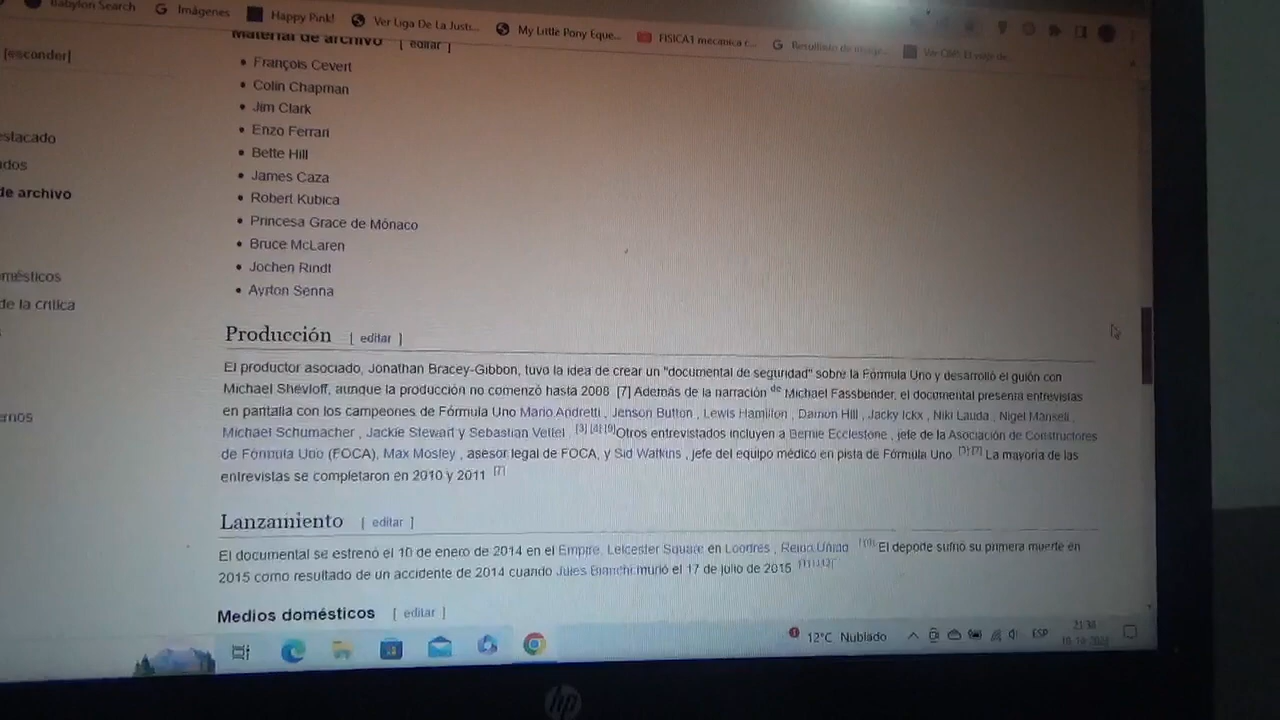 Babylon Search
Imágenes
Happy Pink!
Ver Liga De La Justi...
My Little Pony Eque...
FISICA1 mecanica c...
Resultado de image...
[esconder]
Material de archivo [ editar ]
François Cevert
Colin Chapman
Jim Clark
Enzo Ferrari
Bette Hill
James Caza
Robert Kubica
Princesa Grace de Mónaco
Bruce McLaren
Jochen Rindt
Ayrton Senna
estacado
ados
de archivo
mésticos
de la crítica
ernos
Producción [ editar ]
El productor asociado, Jonathan Bracey-Gibbon, tuvo la idea de crear un "documental de seguridad" sobre la Fórmula Uno y desarrolló el guión con
Michael Shevloff, aunque la producción no comenzó hasta 2008 [7] Además de la narración de Michael Fassbender, el documental presenta entrevistas
en pantalla con los campeones de Fórmula Uno Mario Andretti , Jenson Button , Lewis Hamilton , Damon Hill , Jacky Ickx , Niki Lauda , Nigel Mansell ,
Michael Schumacher , Jackie Stewart y Sebastian Vettel . [3] [4] [9] Otros entrevistados incluyen a Bernie Ecclestone , jefe de la Asociación de Constructores
de Fórmula Uno (FOCA), Max Mosley , asesor legal de FOCA, y Sid Watkins , jefe del equipo médico en pista de Fórmula Uno La mayoría de las
entrevistas se completaron en 2010 y 2011 [7]
Lanzamiento [ editar ]
El documental se estrenó el 10 de enero de 2014 en el Empire, Leicester Square en Londres , Reino Unido El deporte sufrió su primera muerte en
2015 como resultado de un accidente de 2014 cuando Jules Bianchi murió el 17 de julio de 2015
Medios domésticos [ editar ]
12°C Nublado
ESP
hp